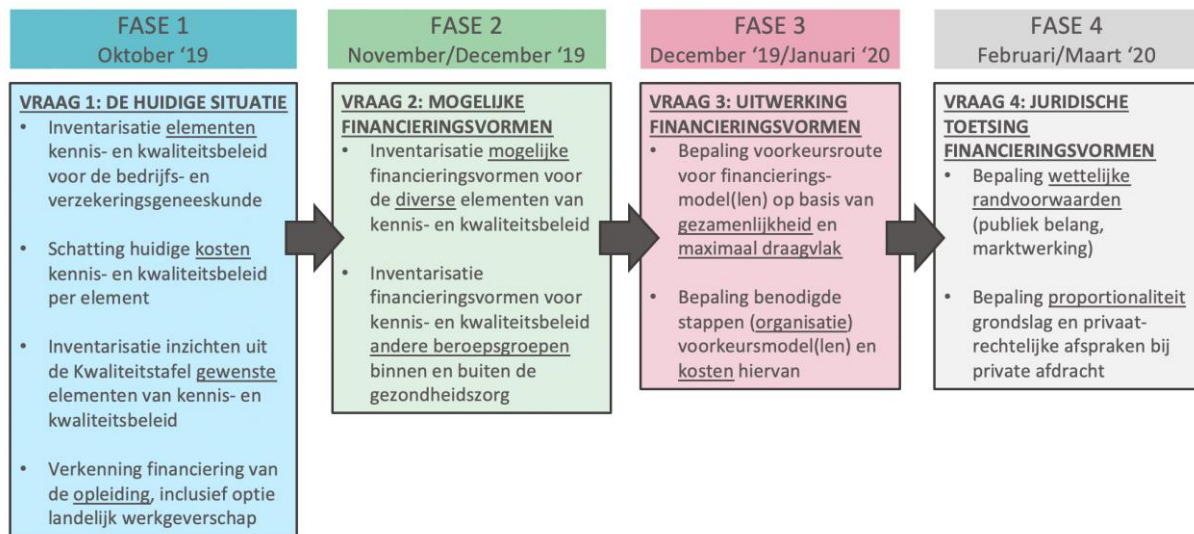 FASE 1
Oktober ‘19
VRAAG 1: DE HUIDIGE SITUATIE
• Inventarisatie elementen
kennis- en kwaliteitsbeleid
voor de bedrijfs- en
verzekeringsgeneeskunde
• Schatting huidige kosten
kennis- en kwaliteitsbeleid
per element
• Inventarisatie inzichten uit
de Kwaliteitstafel gewenste
elementen van kennis- en
kwaliteitsbeleid
• Verkenning financiering van
de opleiding, inclusief optie
landelijk werkgeverschap
FASE 2
November/December ‘19
VRAAG 2: MOGELIJKE
FINANCIERINGSVORMEN
• Inventarisatie mogelijke
financieringsvormen voor
de diverse elementen van
kennis- en kwaliteitsbeleid
• Inventarisatie
financieringsvormen voor
kennis- en kwaliteitsbeleid
andere beroepsgroepen
binnen en buiten de
gezondheidszorg
FASE 3
December ‘19/Januari ‘20
VRAAG 3: UITWERKING
FINANCIERINGSVORMEN
• Bepaling voorkeursroute
voor financierings-
model(len) op basis van
gezamenlijkheid en
maximaal draagvlak
• Bepaling benodigde
stappen (organisatie)
voorkeursmodel(len) en
kosten hiervan
FASE 4
Februari/Maart ‘20
VRAAG 4: JURIDISCHE
TOETSING
FINANCIERINGSVORMEN
• Bepaling wettelijke
randvoorwaarden
(publiek belang,
marktwerking)
• Bepaling proportionaliteit
grondslag en privaat-
rechtelijke afspraken bij
private afdracht